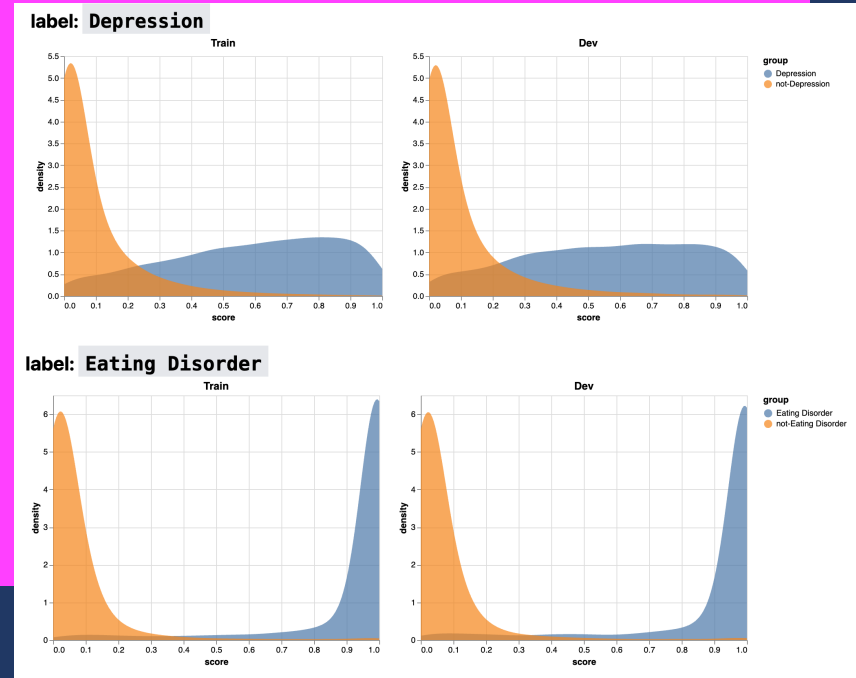 label: Depression
Train
Dev
5.5
5.0
4.5
4.0
3.5
3.0
2.5
2.0
1.5
1.0
0.5
0.0
density
0.0 0.1 0.2 0.3 0.4 0.5 0.6 0.7 0.8 0.9 1.0
score
5.5
5.0
4.5
4.0
3.5
3.0
2.5
2.0
1.5
1.0
0.5
0.0
density
0.0 0.1 0.2 0.3 0.4 0.5 0.6 0.7 0.8 0.9 1.0
score
group
Depression
not-Depression
label: Eating Disorder
Train
Dev
6
5
4
3
2
1
0
density
0.0 0.1 0.2 0.3 0.4 0.5 0.6 0.7 0.8 0.9 1.0
score
6
5
4
3
2
1
0
density
0.0 0.1 0.2 0.3 0.4 0.5 0.6 0.7 0.8 0.9 1.0
score
group
Eating Disorder
not-Eating Disorder